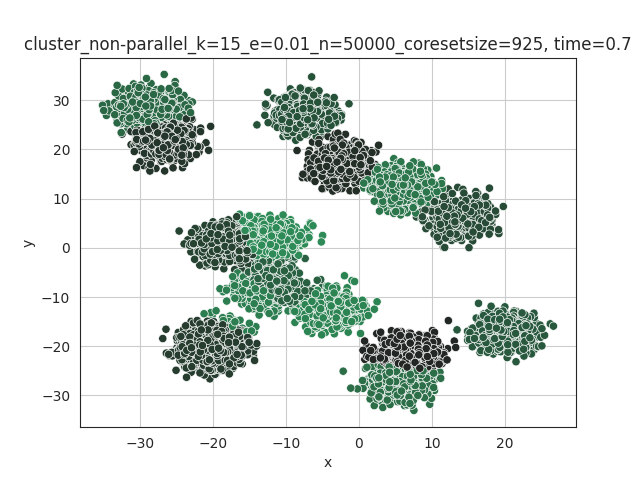 cluster_non-parallel_k=15_e=0.01_n=50000_coresetsize=925, time=0.7
30
20
10
0
−10
−20
−30
y
−30 −20 −10 0 10 20
x